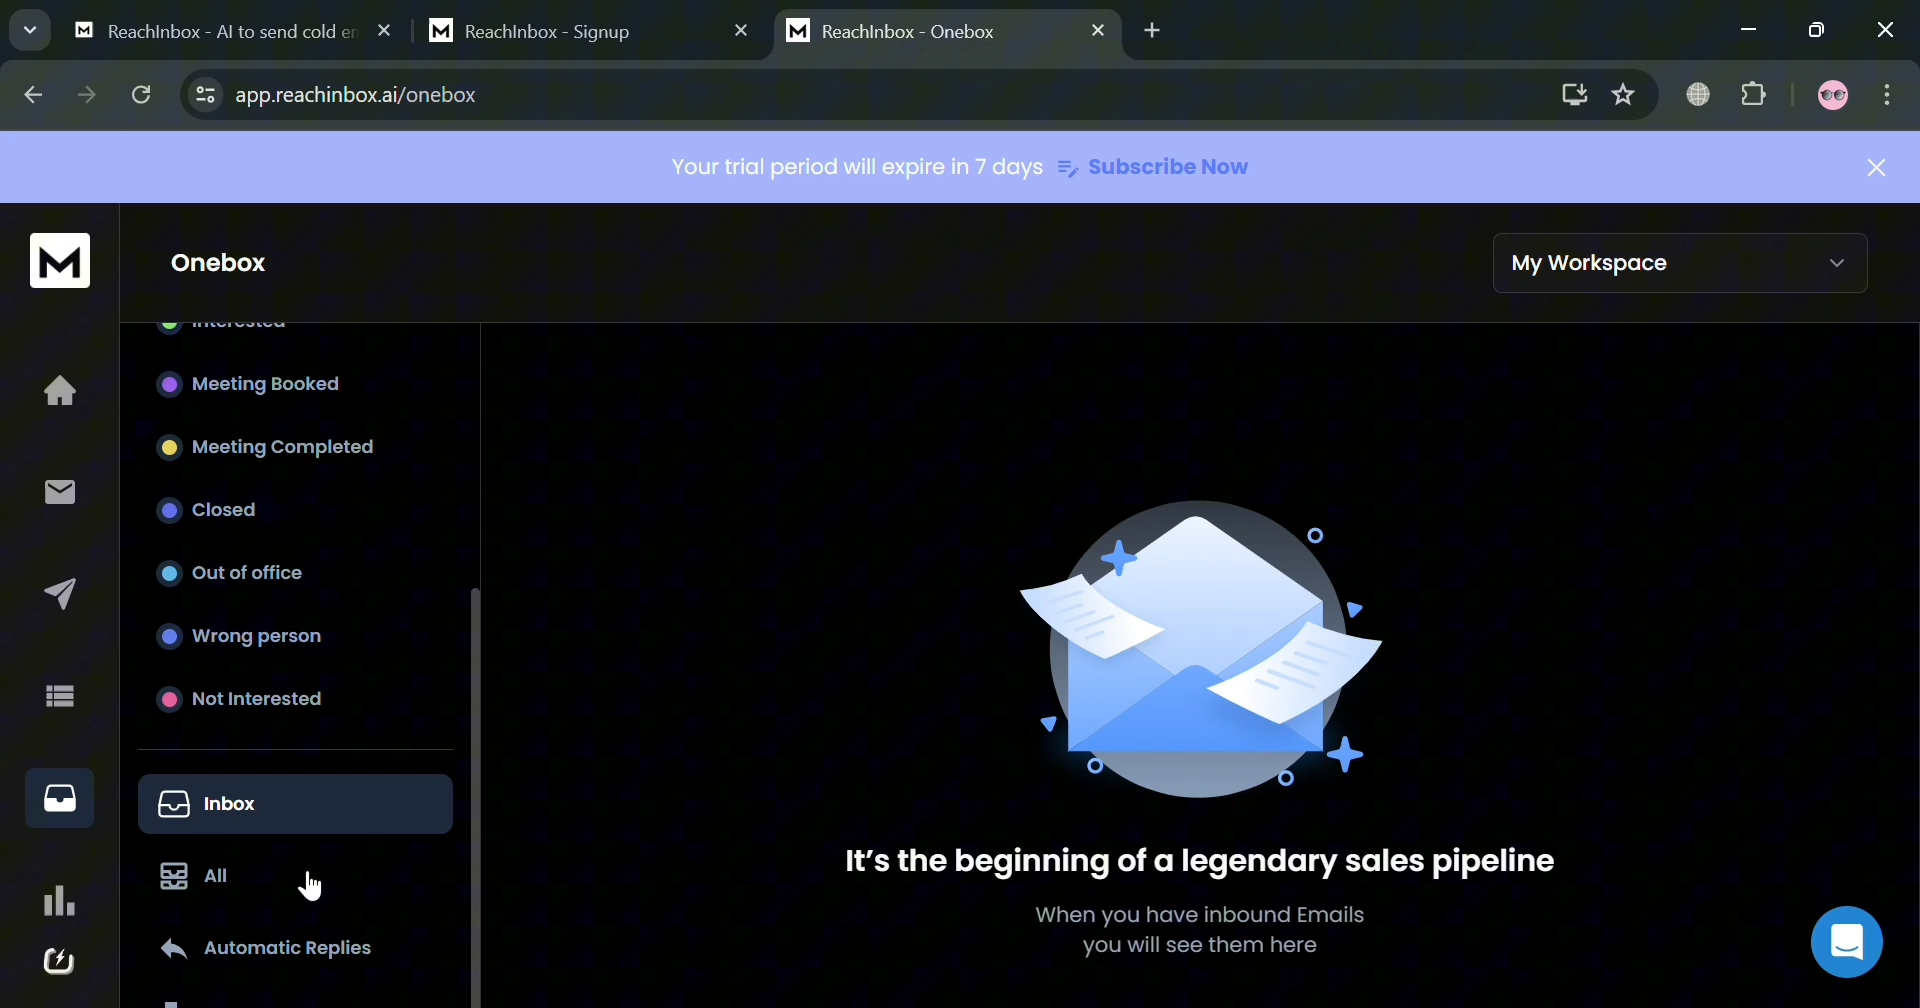 ReachInbox - AI to send cold en
ReachInbox - Signup
ReachInbox - Onebox
app.reachinbox.ai/onebox
Your trial period will expire in 7 days Subscribe Now
M
Onebox
My Workspace
Interested
Meeting Booked
Meeting Completed
Closed
Out of office
Wrong person
Not Interested
Inbox
All
Automatic Replies
It's the beginning of a legendary sales pipeline
When you have inbound Emails
you will see them here